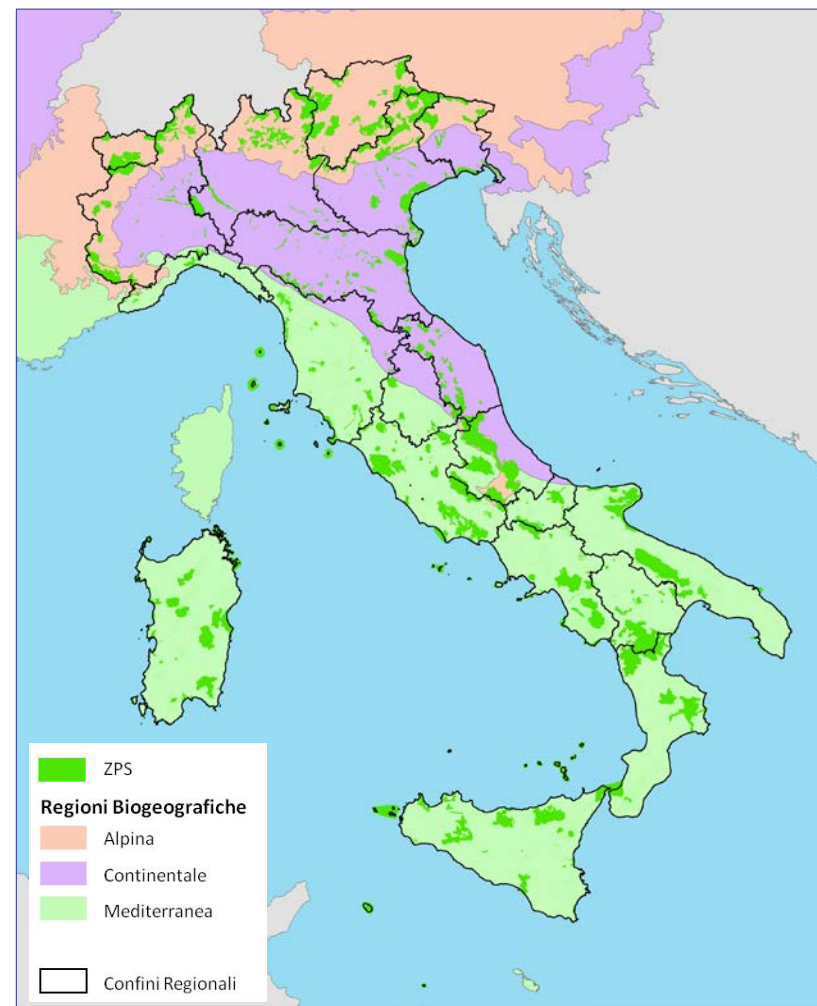 ZPS
Regioni Biogeografiche
Alpina
Continentale
Mediterranea
Confini Regionali